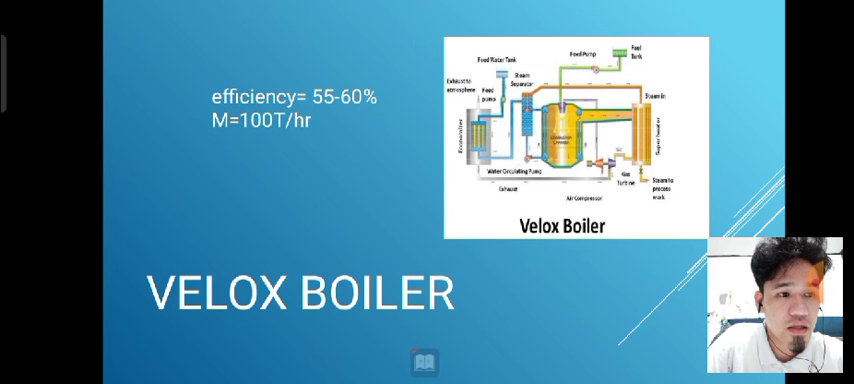 efficiency= 55-60%
M=100T/hr
Feed Water Tank
Feed Pump
Fuel
Tank
Exhaust to
atmosphere
Feed
pump
Steam
Separator
Steam in
Economizer
Super heater
Water Circulating Pump
Gas
Turbine
Steam to
process
work
Exhaust
Air Compressor
Velox Boiler
VELOX BOILER